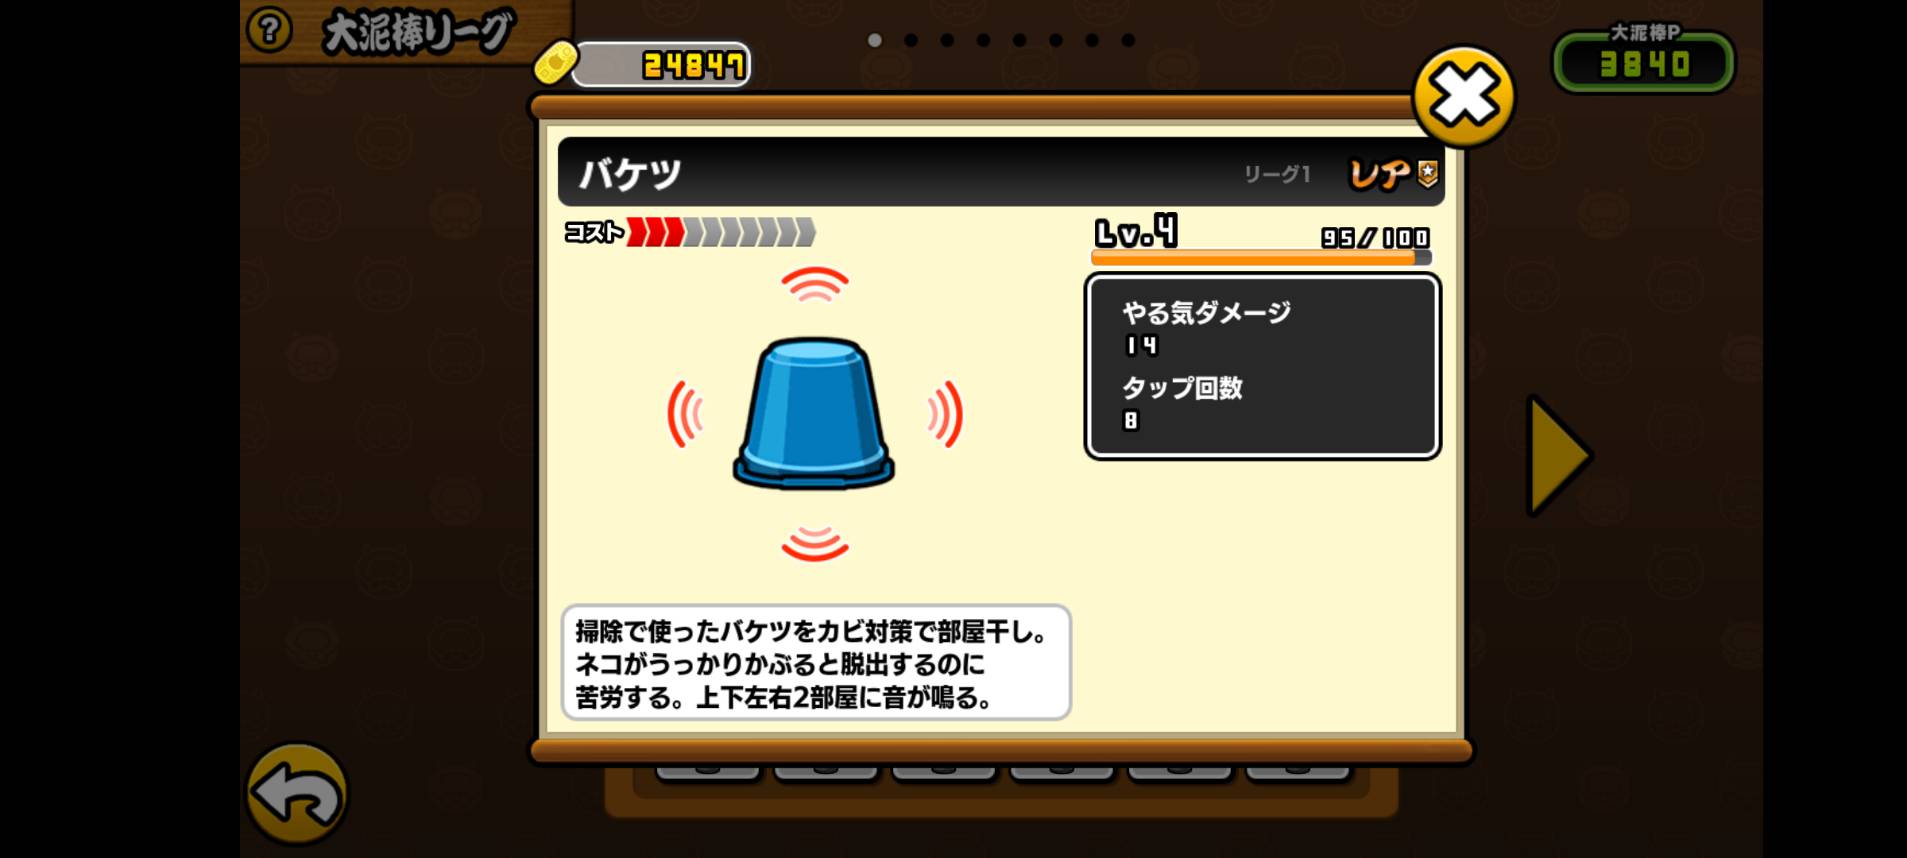 ?
大泥棒リーグ
24847
大泥棒P
3840
バケツ
リーグ1
レア
コスト
Lv.4
95/100
やる気ダメージ
14
タップ回数
8
掃除で使ったバケツをカビ対策で部屋干し。
ネコがうっかりかぶると脱出するのに
苦労する。上下左右2部屋に音が鳴る。